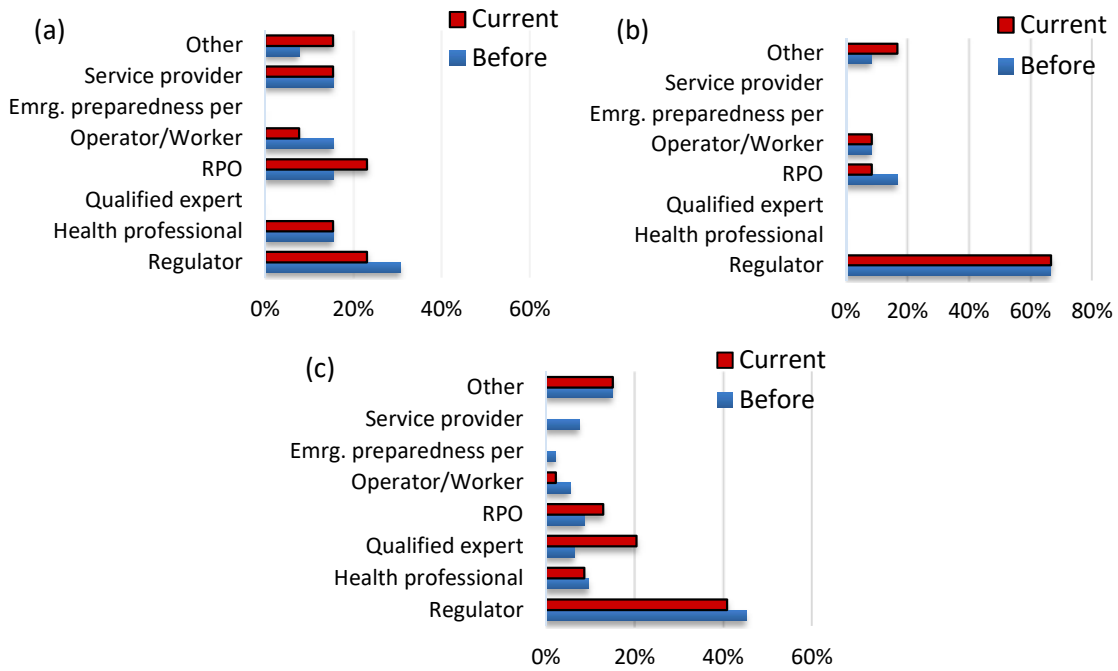 (a)
Current
Before
Other
Service provider
Emrg. preparedness per
Operator/Worker
RPO
Qualified expert
Health professional
Regulator
0% 20% 40% 60%
(b)
Current
Before
Other
Service provider
Emrg. preparedness per
Operator/Worker
RPO
Qualified expert
Health professional
Regulator
0% 20% 40% 60% 80%
(c)
Current
Before
Other
Service provider
Emrg. preparedness per
Operator/Worker
RPO
Qualified expert
Health professional
Regulator
0% 20% 40% 60%